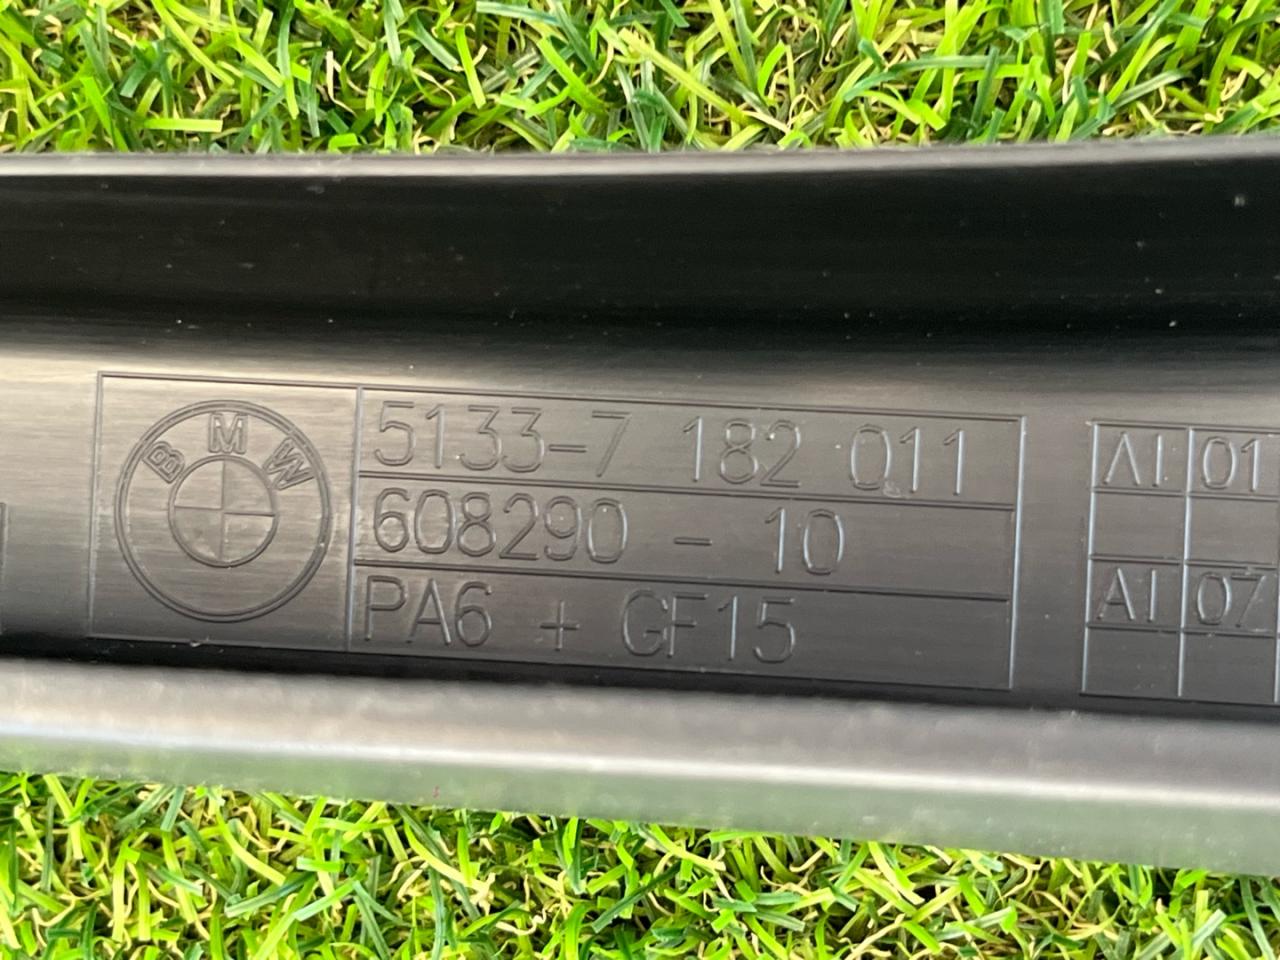 BMW
5133-7 182 011
608290 - 10
PA6 + GF15
AI 01
AI 07